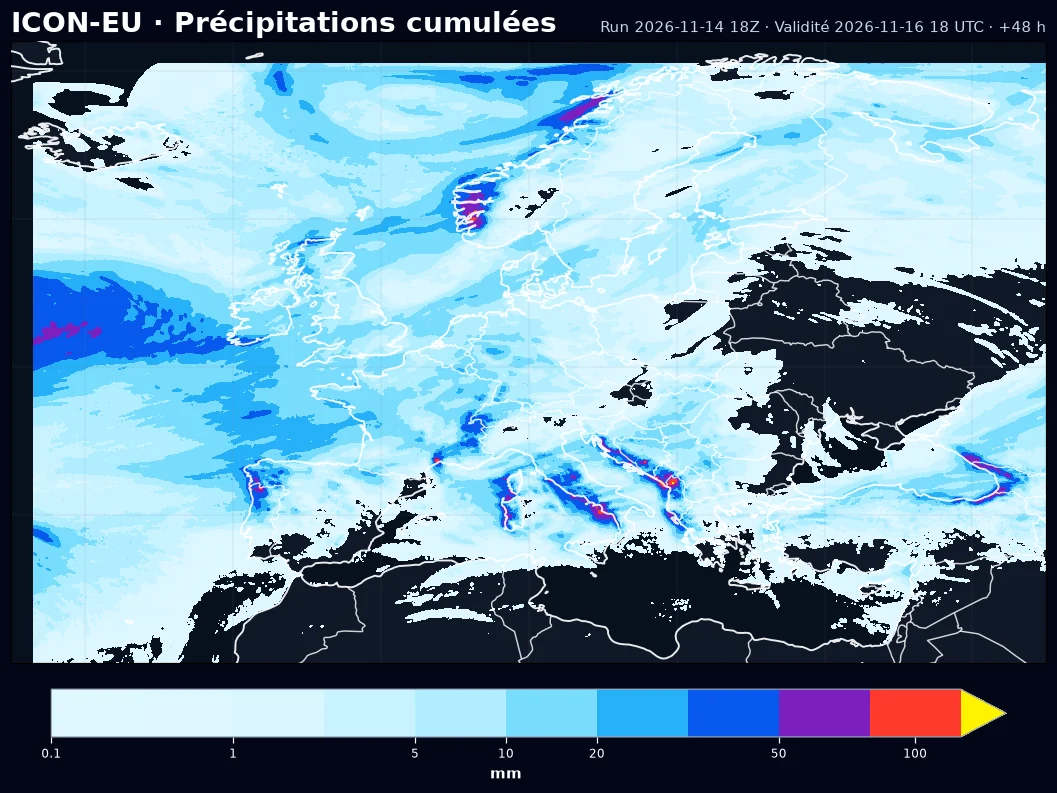 ICON-EU · Précipitations cumulées
Run 2026-11-14 18Z · Validité 2026-11-16 18 UTC · +48 h
0.1 1 5 10 20 50 100
mm